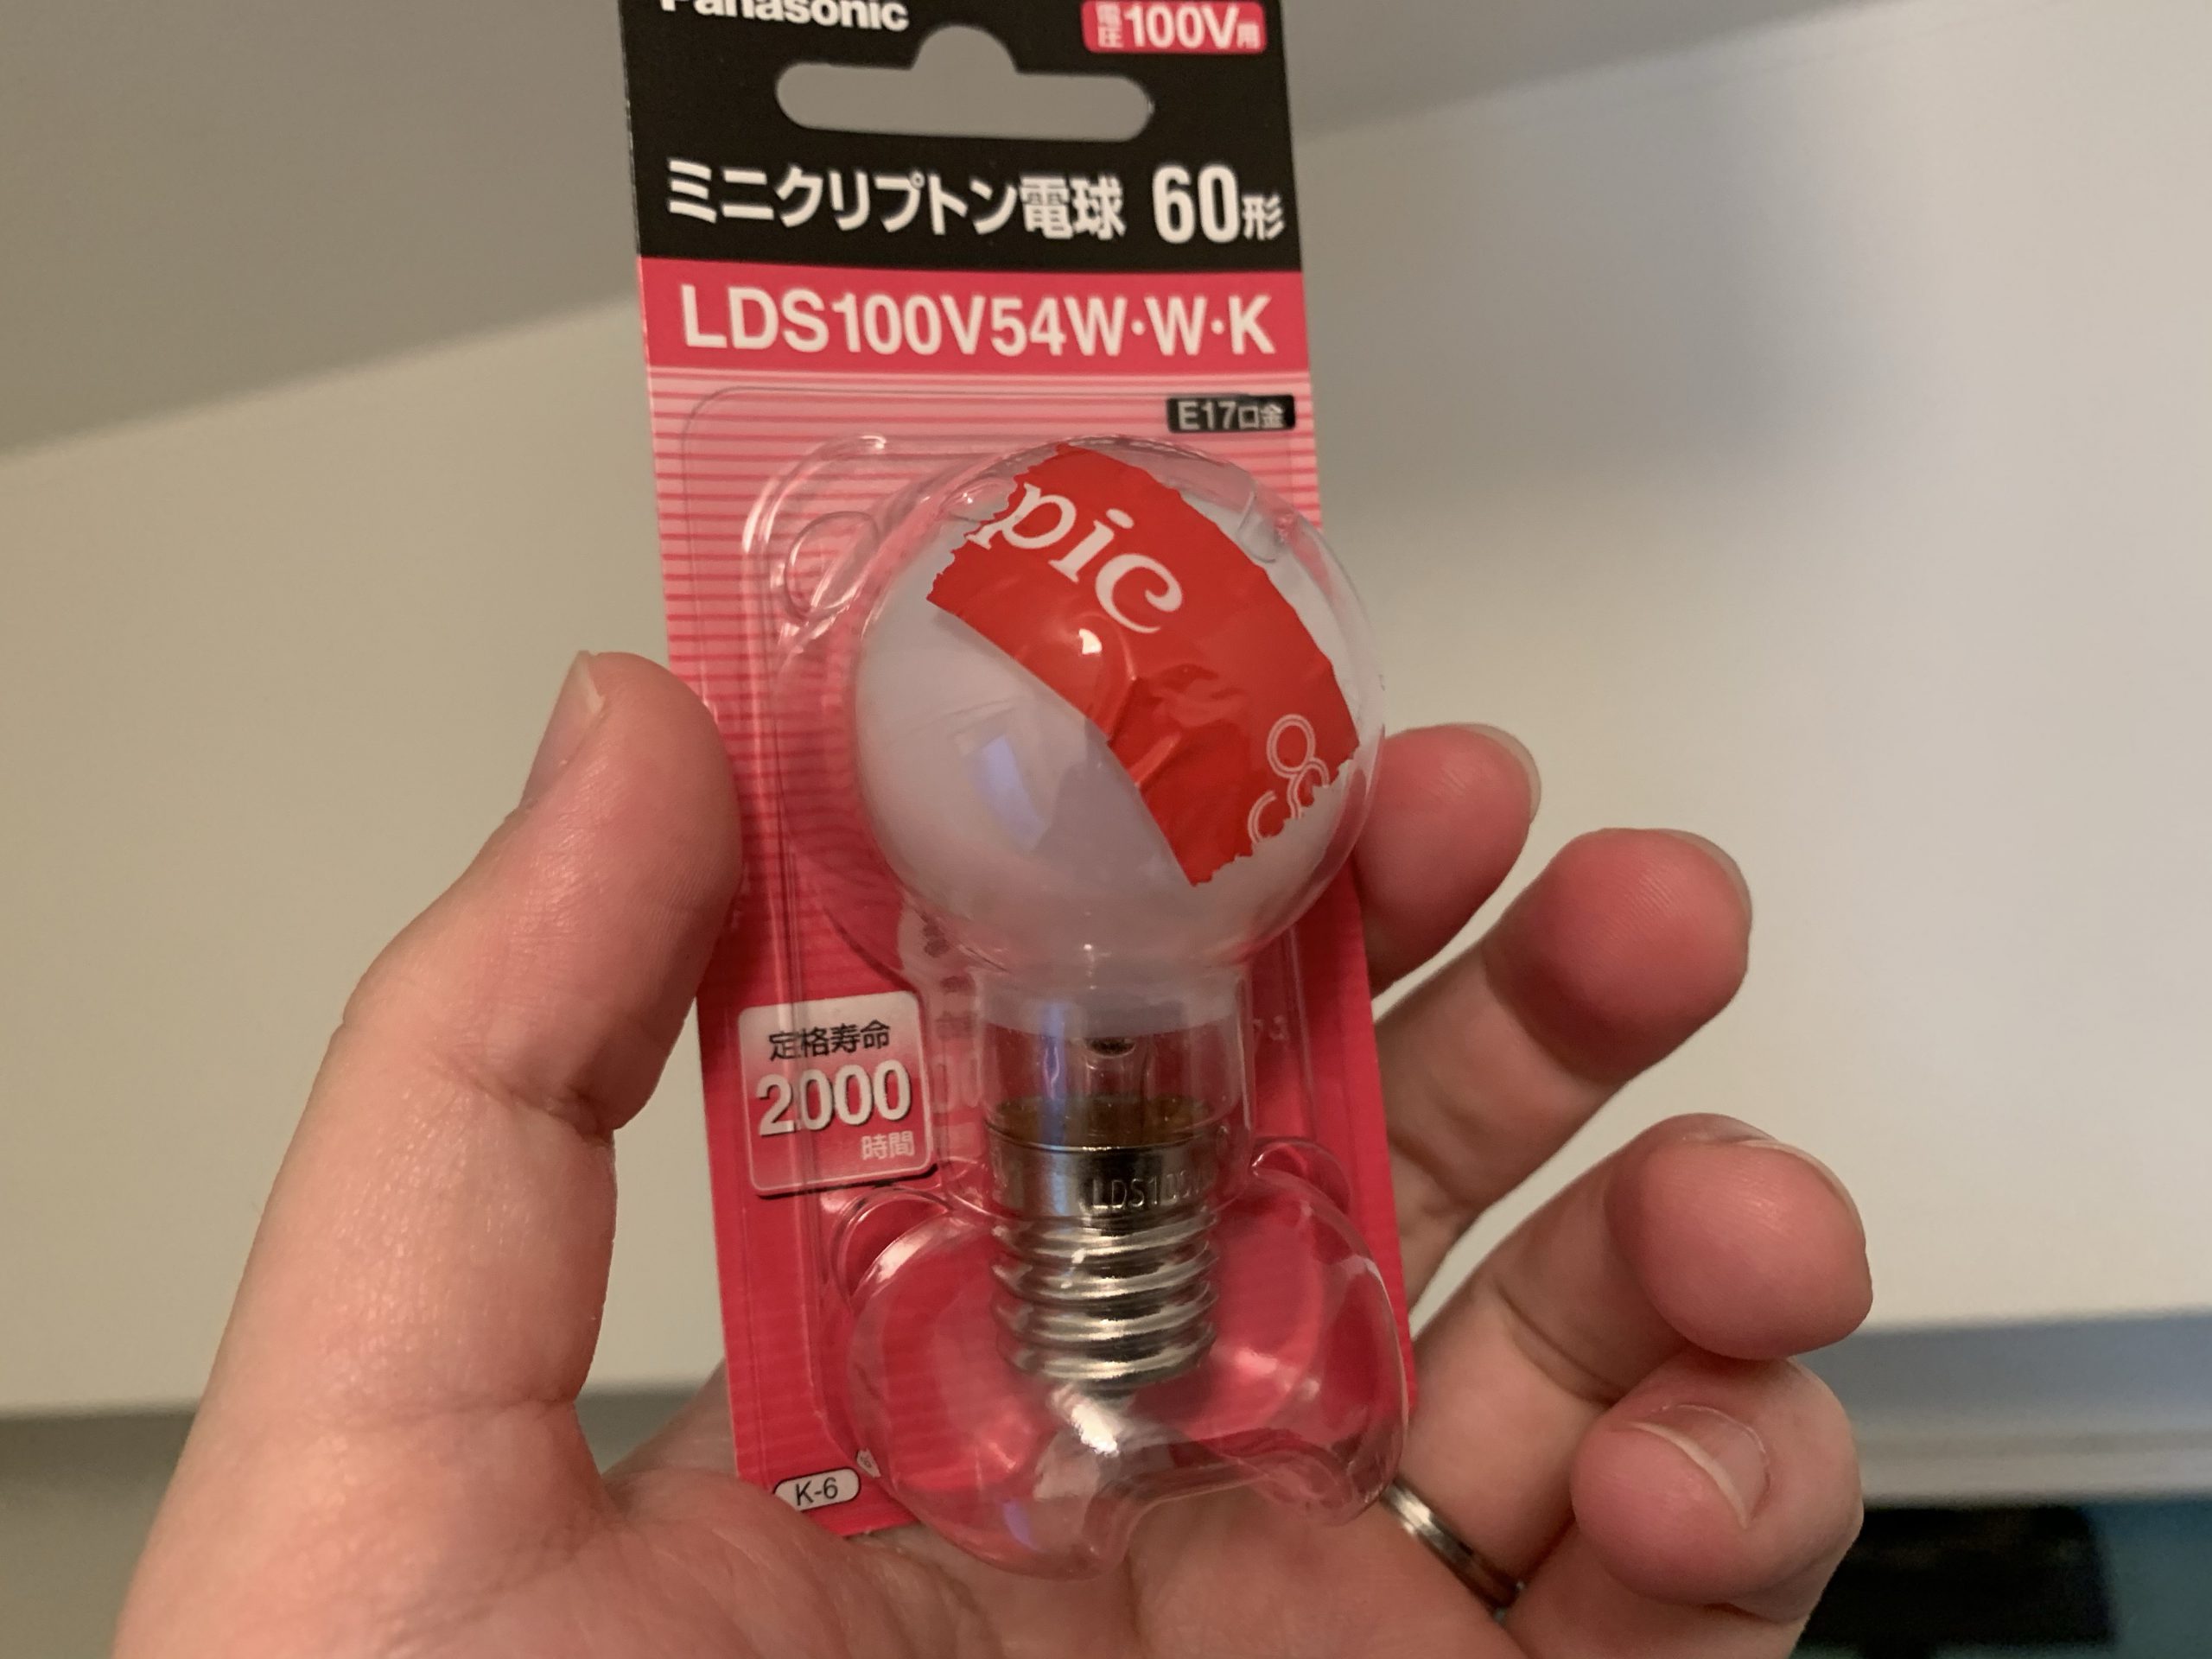 Panasonic
電圧100V用
ミニクリプトン電球 60形
LDS100V54W・W・K
E17口金
pic
定格寿命
2000
時間
LDS100
K-6